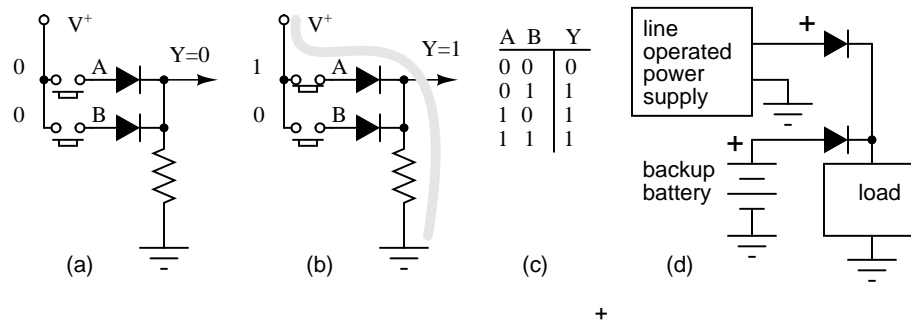 V+
0
A
Y=0
0
B
(a)
V+
1
A
Y=1
0
B
(b)
A B Y
0 0 0
0 1 1
1 0 1
1 1 1
(c)
line
operated
power
supply
+
+
backup
battery
load
(d)
+